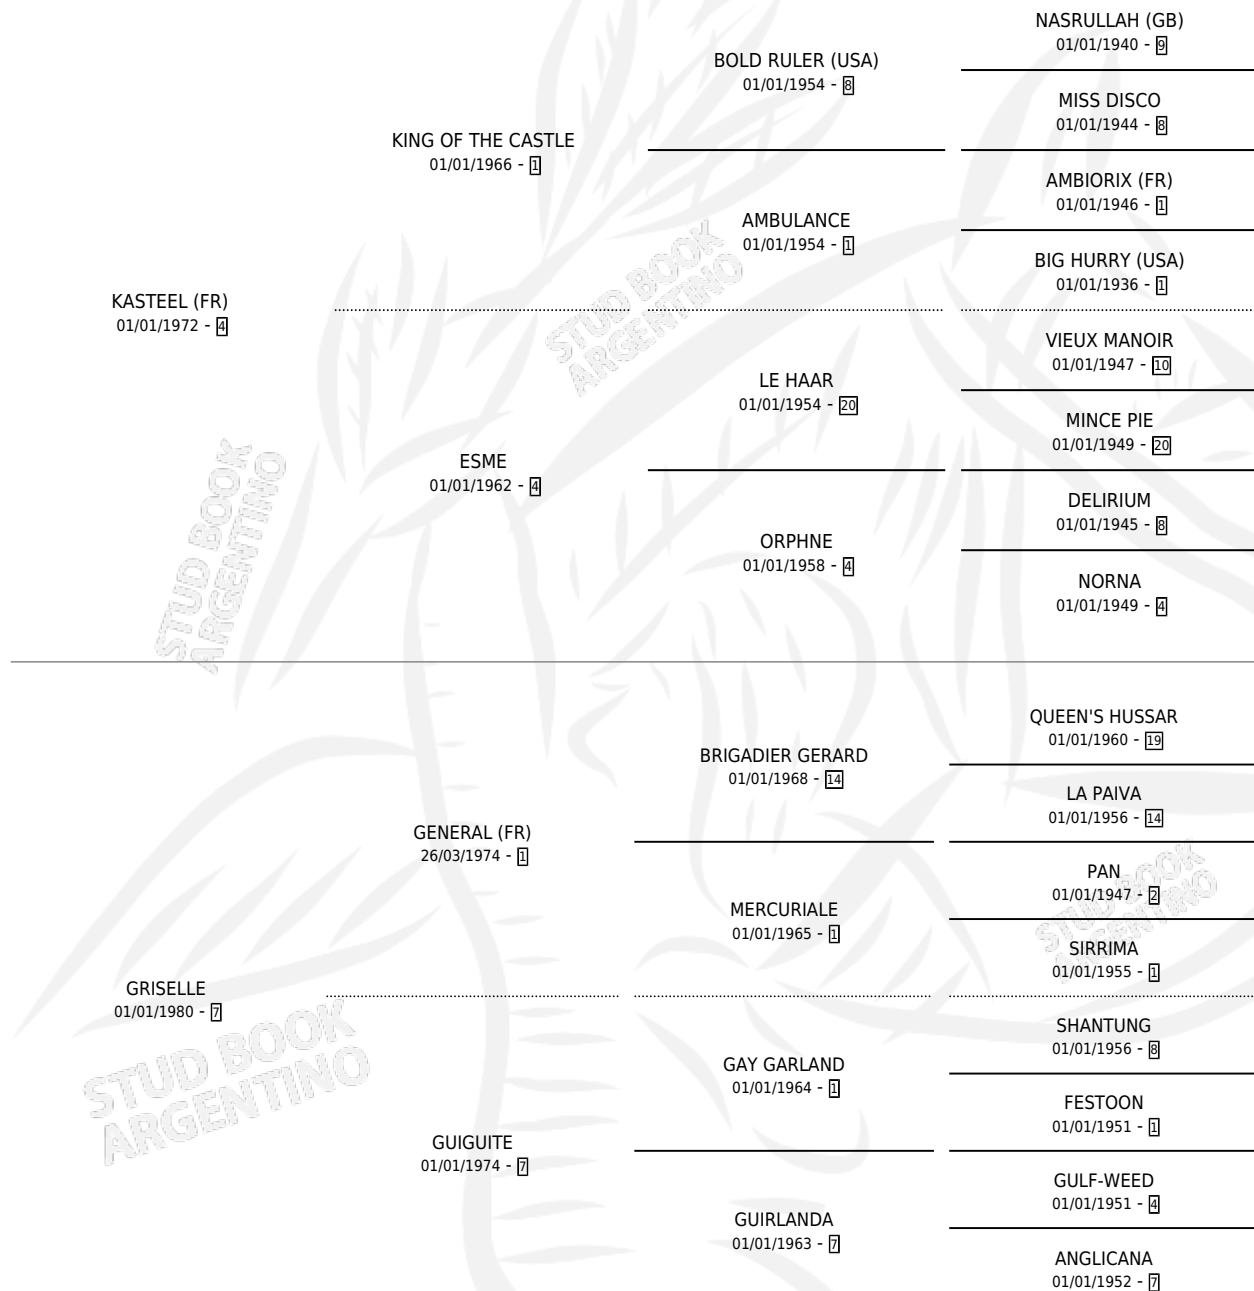 NASRULLAH (GB)
01/01/1940 - 9
BOLD RULER (USA)
01/01/1954 - 8
MISS DISCO
01/01/1944 - 8
KING OF THE CASTLE
01/01/1966 - 1
AMBIORIX (FR)
01/01/1946 - 1
AMBULANCE
01/01/1954 - 1
BIG HURRY (USA)
01/01/1936 - 1
KASTEEL (FR)
01/01/1972 - 4
VIEUX MANOIR
01/01/1947 - 10
LE HAAR
01/01/1954 - 20
MINCE PIE
01/01/1949 - 20
ESME
01/01/1962 - 4
DELIRIUM
01/01/1945 - 8
ORPHNE
01/01/1958 - 4
NORNA
01/01/1949 - 4
QUEEN'S HUSSAR
01/01/1960 - 19
BRIGADIER GERARD
01/01/1968 - 14
LA PAIVA
01/01/1956 - 14
GENERAL (FR)
26/03/1974 - 1
PAN
01/01/1947 - 2
MERCURIALE
01/01/1965 - 1
SIRRIMA
01/01/1955 - 1
GRISELLE
01/01/1980 - 7
SHANTUNG
01/01/1956 - 8
GAY GARLAND
01/01/1964 - 1
FESTOON
01/01/1951 - 1
GUIGUITE
01/01/1974 - 7
GULF-WEED
01/01/1951 - 4
GUIRLANDA
01/01/1963 - 7
ANGLICANA
01/01/1952 - 7
STUD BOOK
ARGENTINO
STUD BOOK
ARGENTINO
STUD BOOK
ARGENTINO
STUD BOOK
ARGENTINO